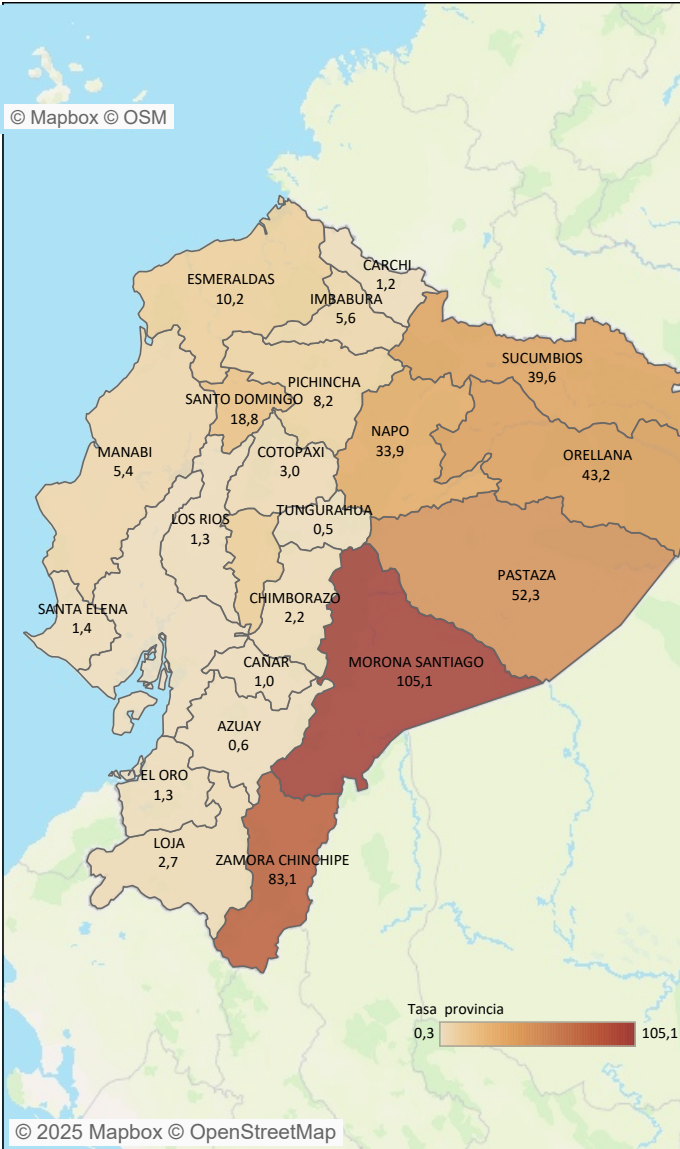 © Mapbox © OSM
CARCHI
1,2
ESMERALDAS
10,2
IMBABURA
5,6
SUCUMBIOS
39,6
PICHINCHA
8,2
SANTO DOMINGO
18,8
NAPO
33,9
MANABI
5,4
COTOPAXI
3,0
ORELLANA
43,2
TUNGURAHUA
0,5
LOS RIOS
1,3
PASTAZA
52,3
CHIMBORAZO
2,2
SANTA ELENA
1,4
CAÑAR
1,0
MORONA SANTIAGO
105,1
AZUAY
0,6
EL ORO
1,3
LOJA
2,7
ZAMORA CHINCHIPE
83,1
Tasa provincia
0,3 105,1
© 2025 Mapbox © OpenStreetMap